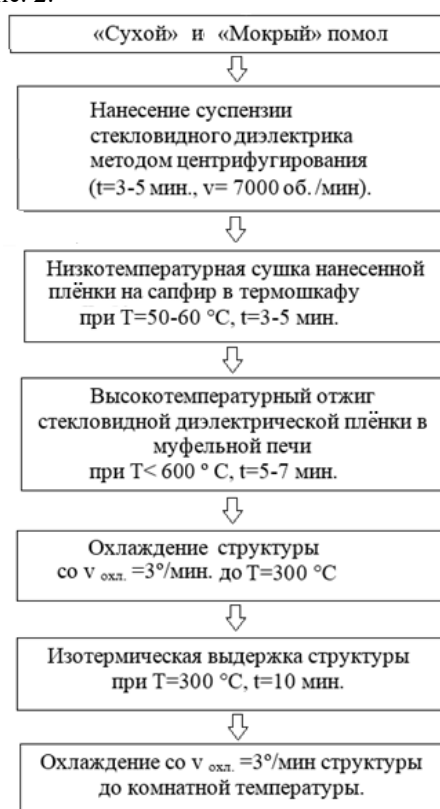 «Сухой» и «Мокрый» помол
Нанесение суспензии
стекловидного диэлектрика
методом центрифугирования
(t=3-5 мин., v= 7000 об./мин).
Низкотемпературная сушка нанесенной
плёнки на сапфир в термошкафу
при T=50-60 °C, t=3-5 мин.
Высокотемпературный отжиг
стекловидной диэлектрической плёнки в
муфельной печи
при T< 600 º C, t=5-7 мин.
Охлаждение структуры
со v охл. =3º/мин. до T=300 °C
Изотермическая выдержка структуры
при T=300 °C, t=10 мин.
Охлаждение со v охл. =3º/мин структуры
до комнатной температуры.